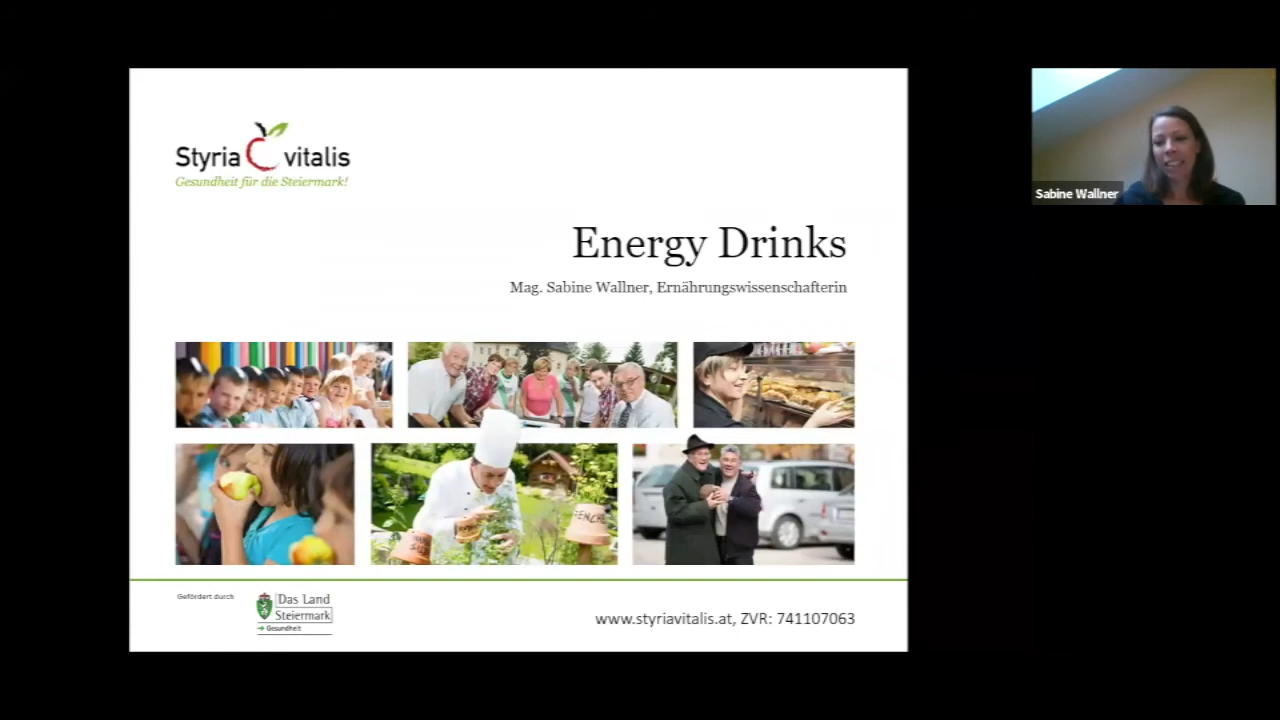 Styria vitalis
Gesundheit für die Steiermark!
Sabine Wallner
Energy Drinks
Mag. Sabine Wallner, Ernährungswissenschafterin
FENCHEL
Gefördert durch
Das Land
Steiermark
→ Gesundheit
www.styriavitalis.at, ZVR: 741107063